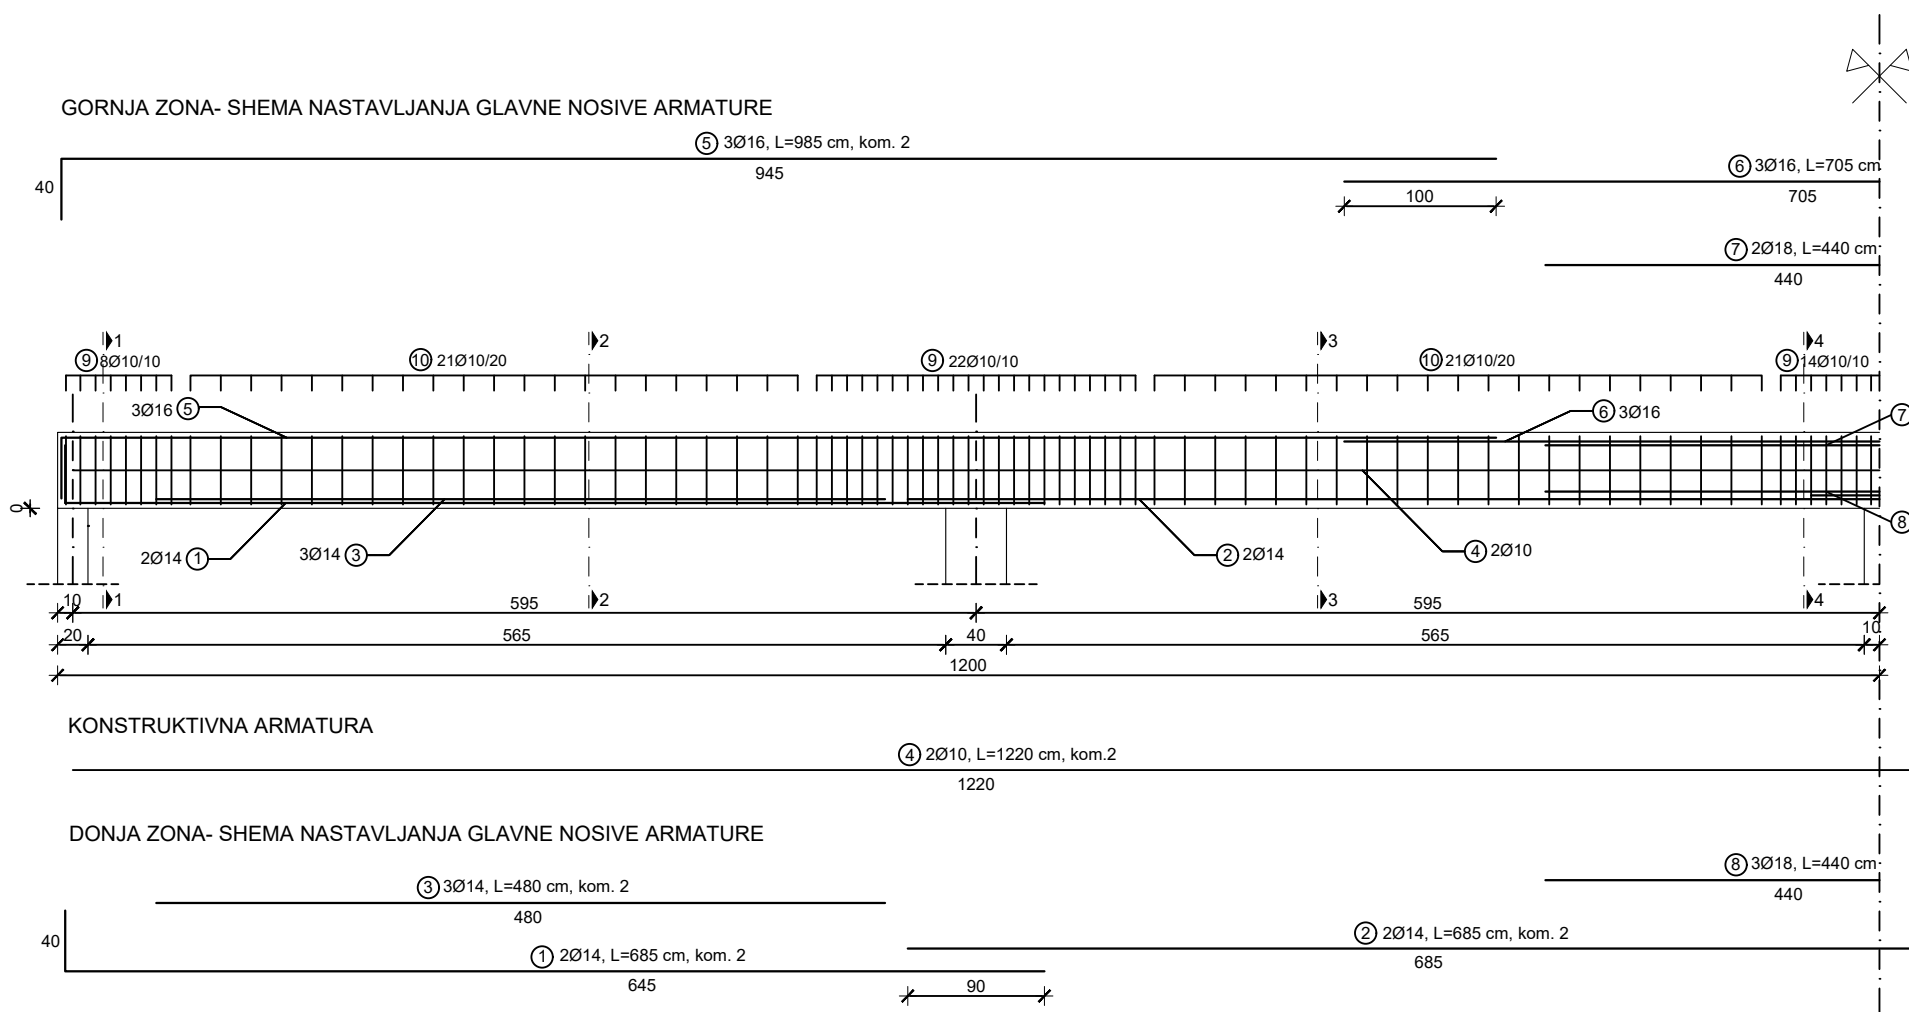 GORNJA ZONA- SHEMA NASTAVLJANJA GLAVNE NOSIVE ARMATURE
5 3Ø16, L=985 cm, kom. 2
945
40
6 3Ø16, L=705 cm
705
100
7 2Ø18, L=440 cm
440
1 2 3 4
9 8Ø10/10 10 21Ø10/20 9 22Ø10/10 10 21Ø10/20 9 14Ø10/10
3Ø16 5 6 3Ø16 7
0
2Ø14 1 3Ø14 3 2 2Ø14 4 2Ø10 8
1 2 3 4
10 595 595
20 565 40 565 10
1200
KONSTRUKTIVNA ARMATURA
4 2Ø10, L=1220 cm, kom.2
1220
DONJA ZONA- SHEMA NASTAVLJANJA GLAVNE NOSIVE ARMATURE
8 3Ø18, L=440 cm
440
3 3Ø14, L=480 cm, kom. 2
480
40
2 2Ø14, L=685 cm, kom. 2
685
1 2Ø14, L=685 cm, kom. 2
645
90